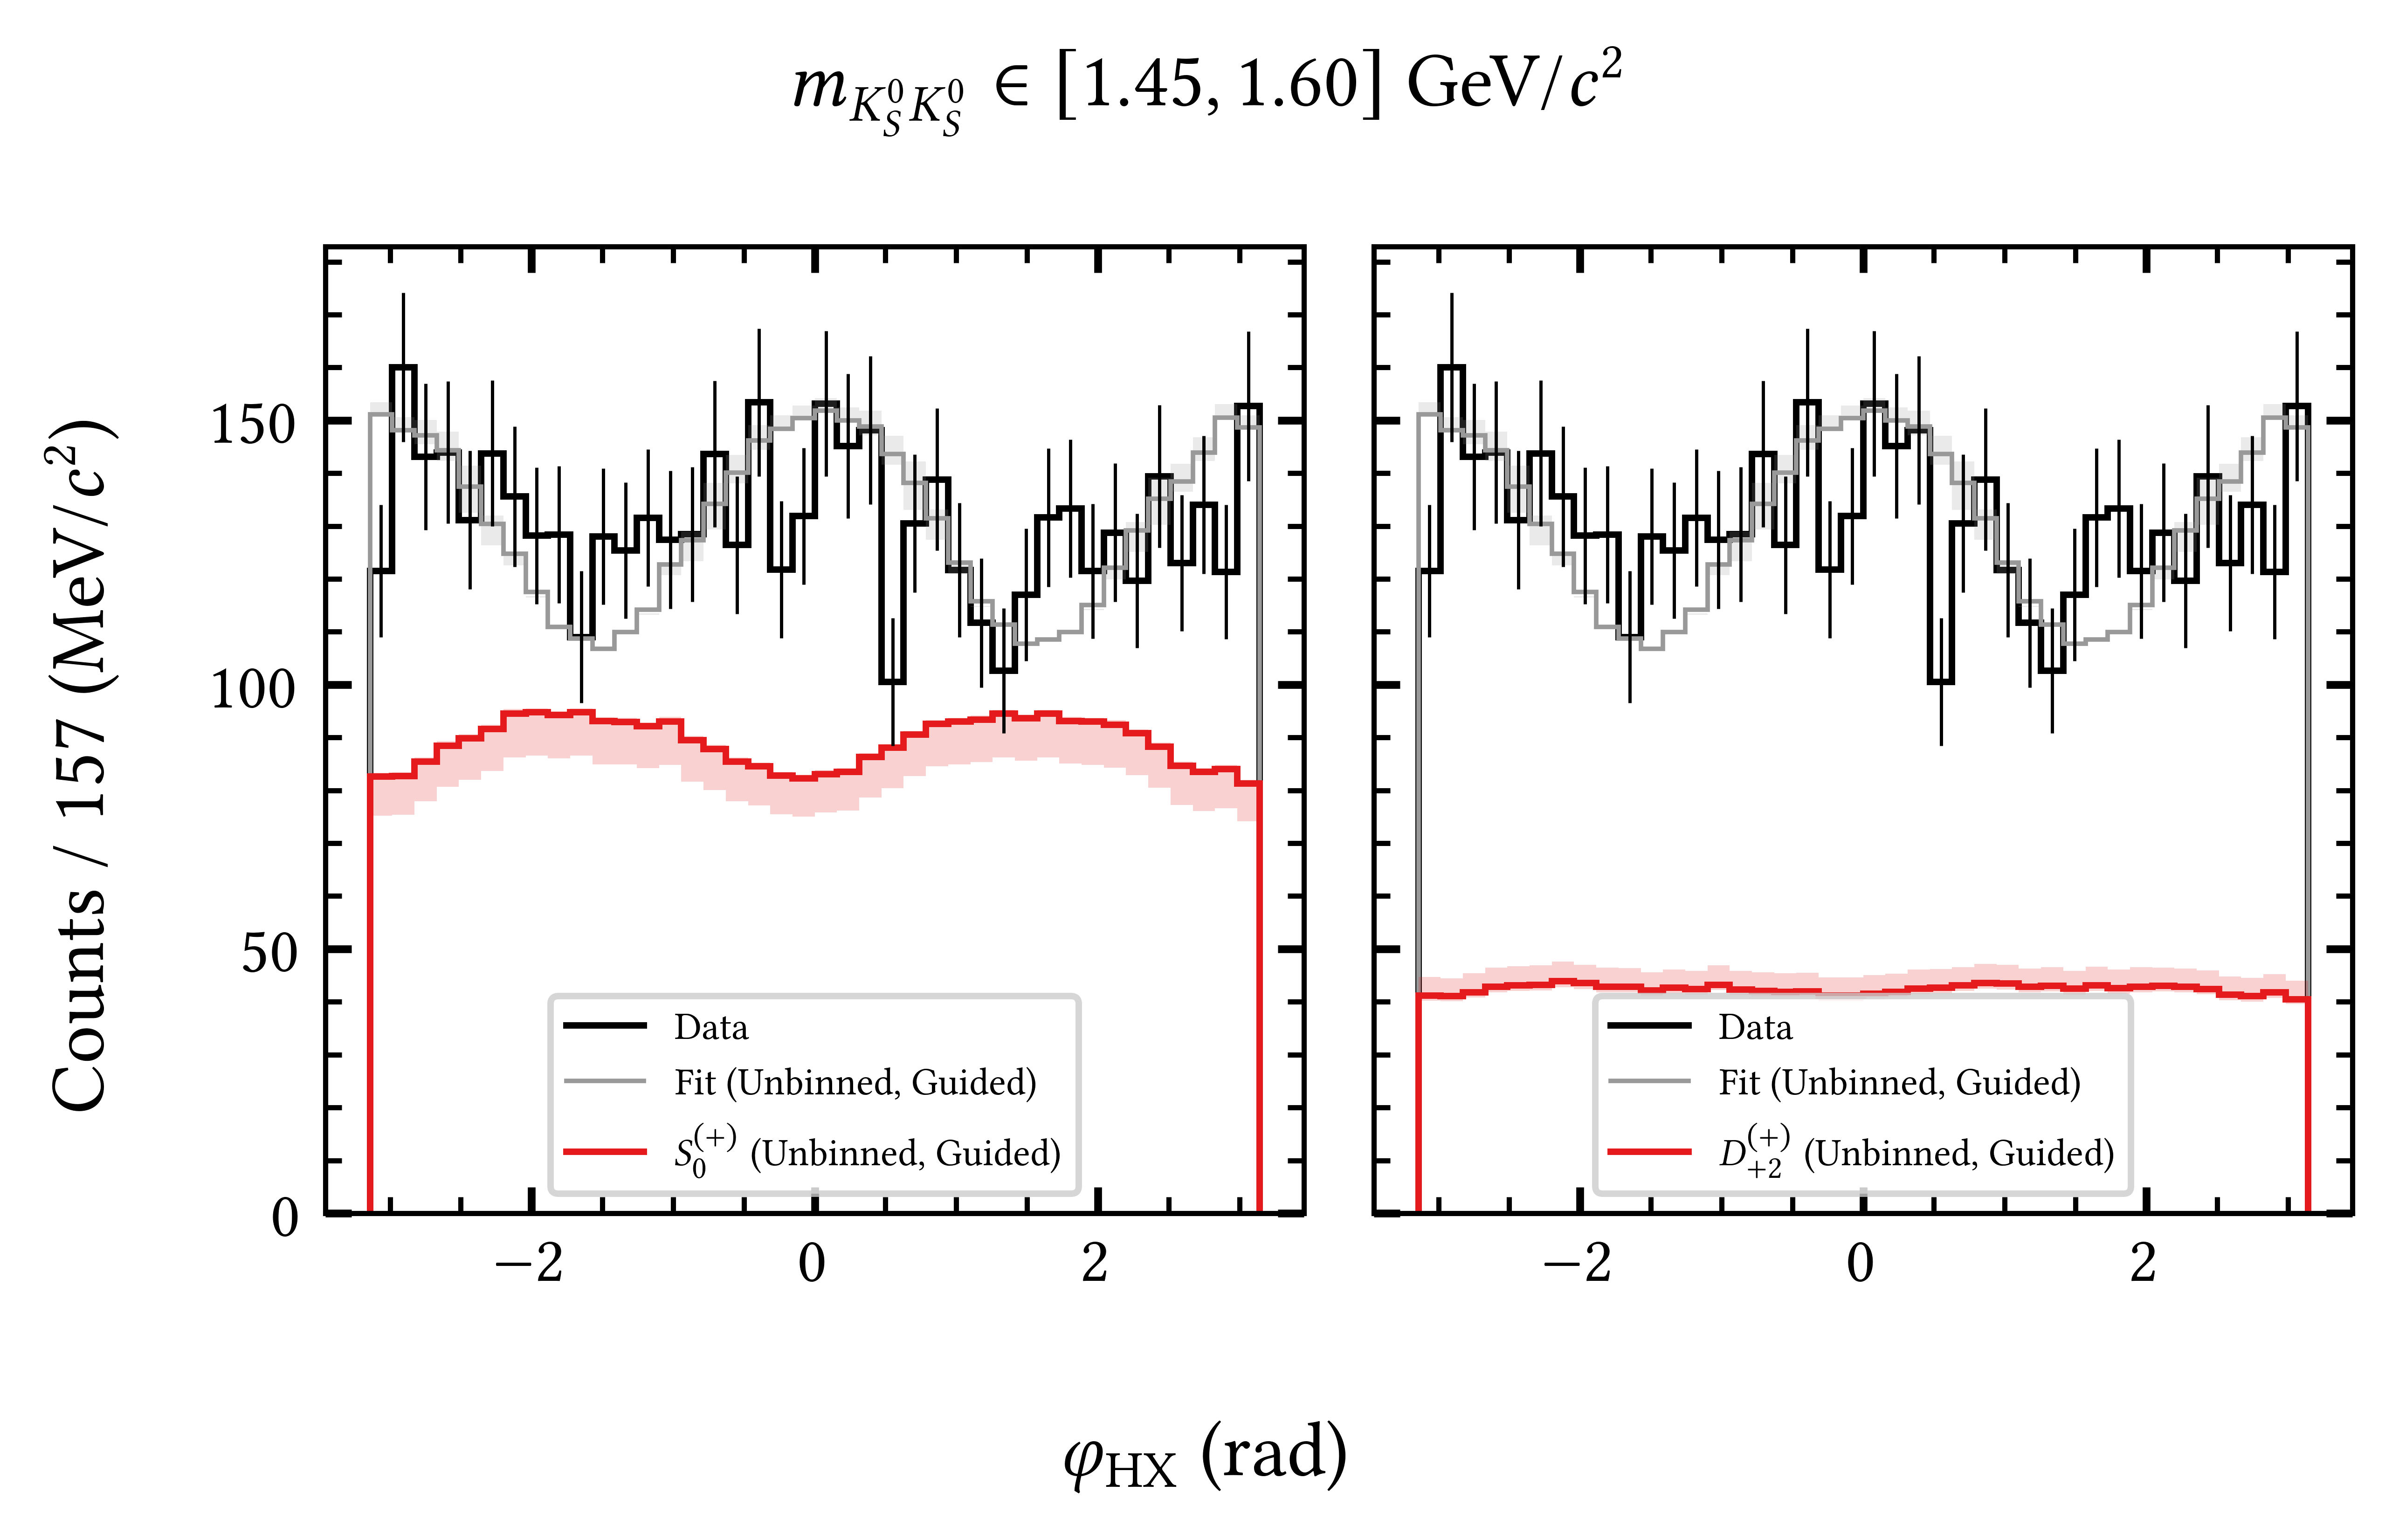 m_{K_S^0 K_S^0} ∈ [1.45, 1.60] GeV/c²
Counts / 157 (MeV/c²)
150
100
50
0
Data
Fit (Unbinned, Guided)
S_0^{(+)} (Unbinned, Guided)
−2 0 2
Data
Fit (Unbinned, Guided)
D_{+2}^{(+)} (Unbinned, Guided)
−2 0 2
φ_{HX} (rad)